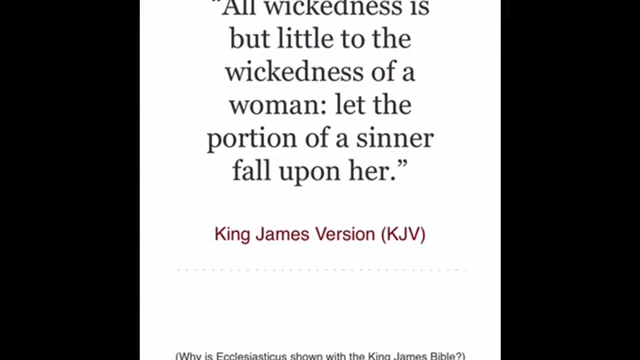 “All wickedness is
but little to the
wickedness of a
woman: let the
portion of a sinner
fall upon her.”
King James Version (KJV)
(Why is Ecclesiasticus shown with the King James Bible?)